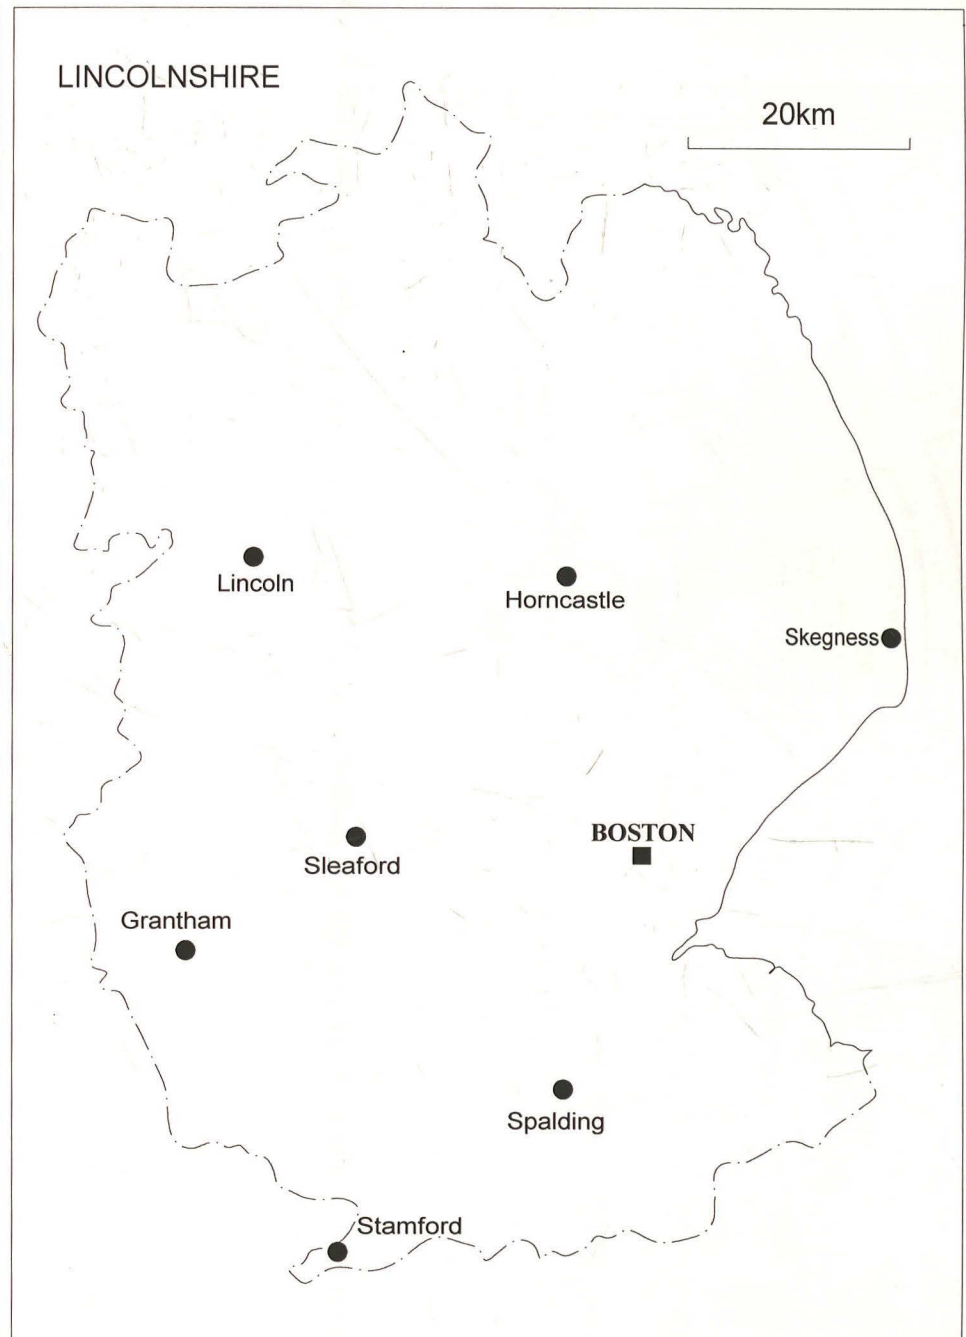 LINCOLNSHIRE
20km
Lincoln
Horncastle
Skegness
BOSTON
Sleaford
Grantham
Spalding
Stamford